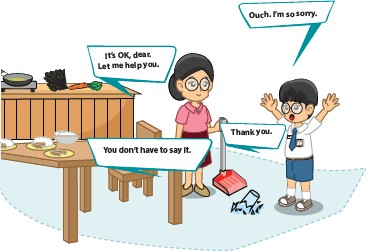 Ouch. I'm so sorry.
It's OK, dear.
Let me help you.
Thank you.
You don't have to say it.